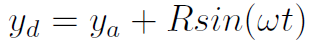 y_d = y_a + Rsin(ωt)